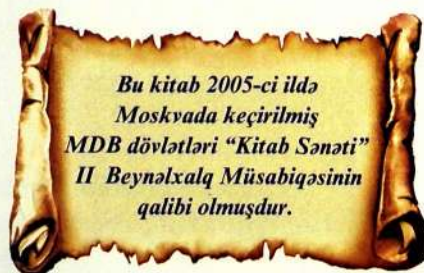 Bu kitab 2005-ci ildə
Moskvada keçirilmiş
MDB dövlətləri “Kitab Sənəti”
II Beynəlxalq Müsabiqəsinin
qalibi olmuşdur.